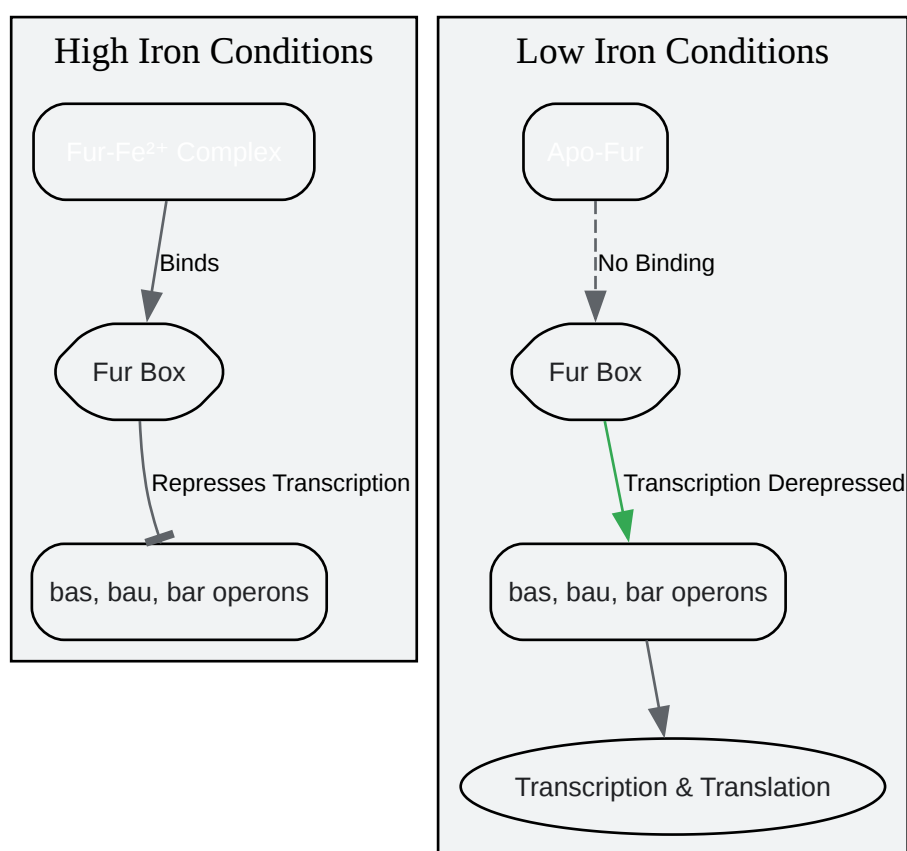 High Iron Conditions
Fur-Fe²⁺ Complex
Binds
Fur Box
Represses Transcription
bas, bau, bar operons
Low Iron Conditions
Apo-Fur
No Binding
Fur Box
Transcription Derepressed
bas, bau, bar operons
Transcription & Translation